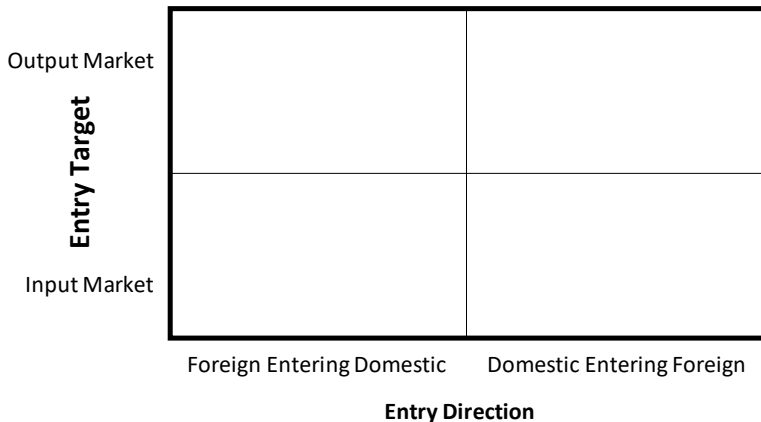 Output Market
Entry Target
Input Market
Foreign Entering Domestic
Domestic Entering Foreign
Entry Direction